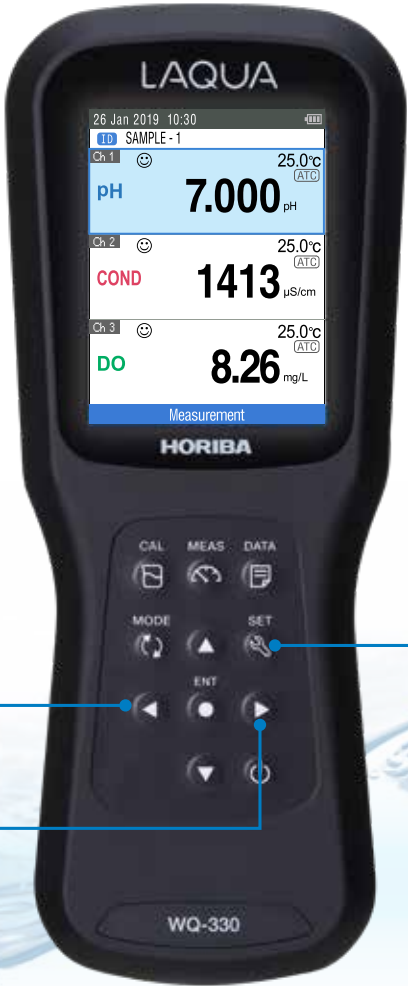 LAQUA
26 Jan 2019 10:30
ID SAMPLE - 1
Ch 1 25.0℃
ATC
pH 7.000 pH
Ch 2 25.0℃
ATC
COND 1413 µS/cm
Ch 3 25.0℃
ATC
DO 8.26 mg/L
Measurement
HORIBA
CAL MEAS DATA
MODE SET
ENT
WQ-330